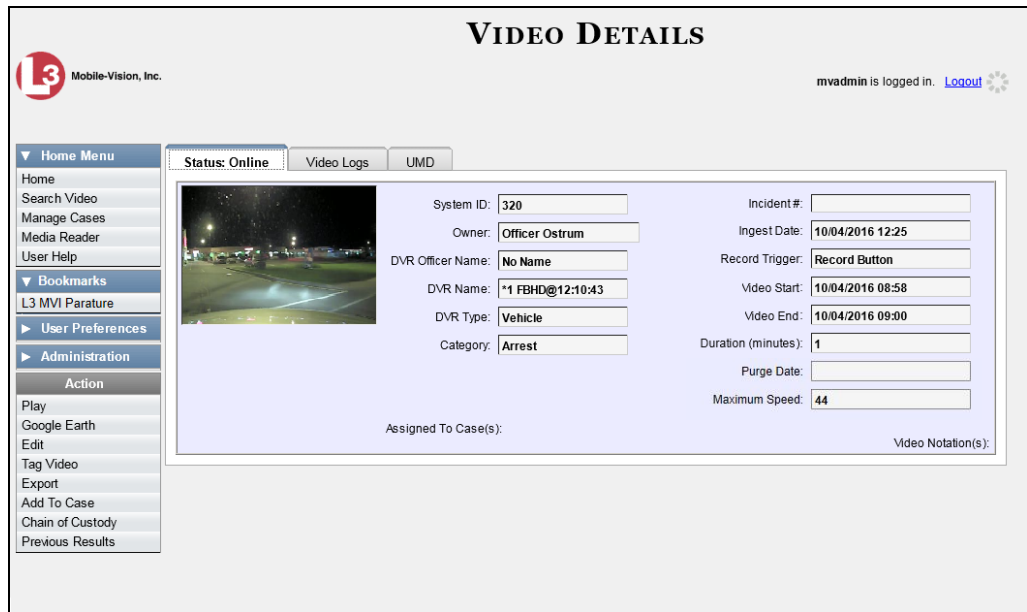 VIDEO DETAILS
L3 Mobile-Vision, Inc.
mvadmin is logged in. Logout
Home Menu
Home
Search Video
Manage Cases
Media Reader
User Help
Bookmarks
L3 MVI Parature
User Preferences
Administration
Action
Play
Google Earth
Edit
Tag Video
Export
Add To Case
Chain of Custody
Previous Results
Status: Online Video Logs UMD
System ID: 320
Owner: Officer Ostrum
DVR Officer Name: No Name
DVR Name: *1 FBHD@12:10:43
DVR Type: Vehicle
Category: Arrest
Incident #:
Ingest Date: 10/04/2016 12:25
Record Trigger: Record Button
Video Start: 10/04/2016 08:58
Video End: 10/04/2016 09:00
Duration (minutes): 1
Purge Date:
Maximum Speed: 44
Assigned To Case(s):
Video Notation(s):